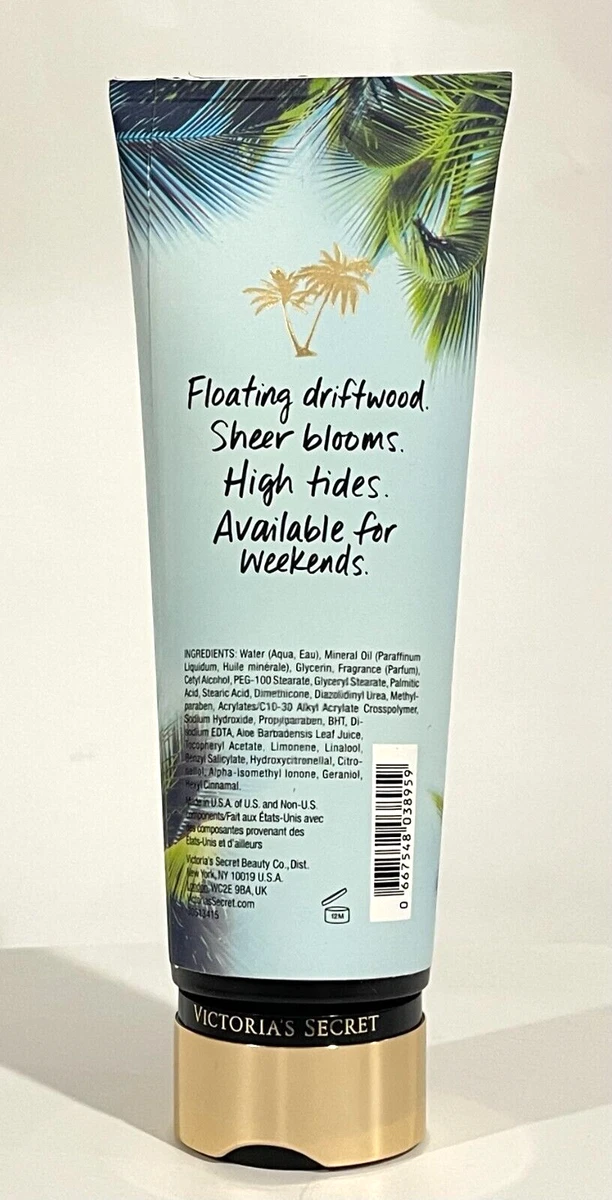 Floating driftwood.
Sheer blooms.
High tides.
Available for
Weekends.
INGREDIENTS: Water (Aqua, Eau), Mineral Oil (Paraffinum
Liquidum, Huile minérale), Glycerin, Fragrance (Parfum),
Cetyl Alcohol, PEG-100 Stearate, Glyceryl Stearate, Palmitic
Acid, Stearic Acid, Dimethicone, Diazolidinyl Urea, Methyl-
paraben, Acrylates/C10-30 Alkyl Acrylate Crosspolymer,
Sodium Hydroxide, Propylparaben, BHT, Di-
sodium EDTA, Aloe Barbadensis Leaf Juice,
Tocopheryl Acetate, Limonene, Linalool,
Benzyl Salicylate, Hydroxycitronellal, Citro-
nellol, Alpha-Isomethyl Ionone, Geraniol,
Hexyl Cinnamal.
Made in U.S.A. of U.S. and Non-U.S.
components/Fait aux États-Unis avec
des composantes provenant des
États-Unis et d'ailleurs
Victoria's Secret Beauty Co., Dist.
New York, NY 10019 U.S.A.
London, WC2E 9BA, UK
VictoriasSecret.com
12M
0 667548 038959
VICTORIA'S SECRET